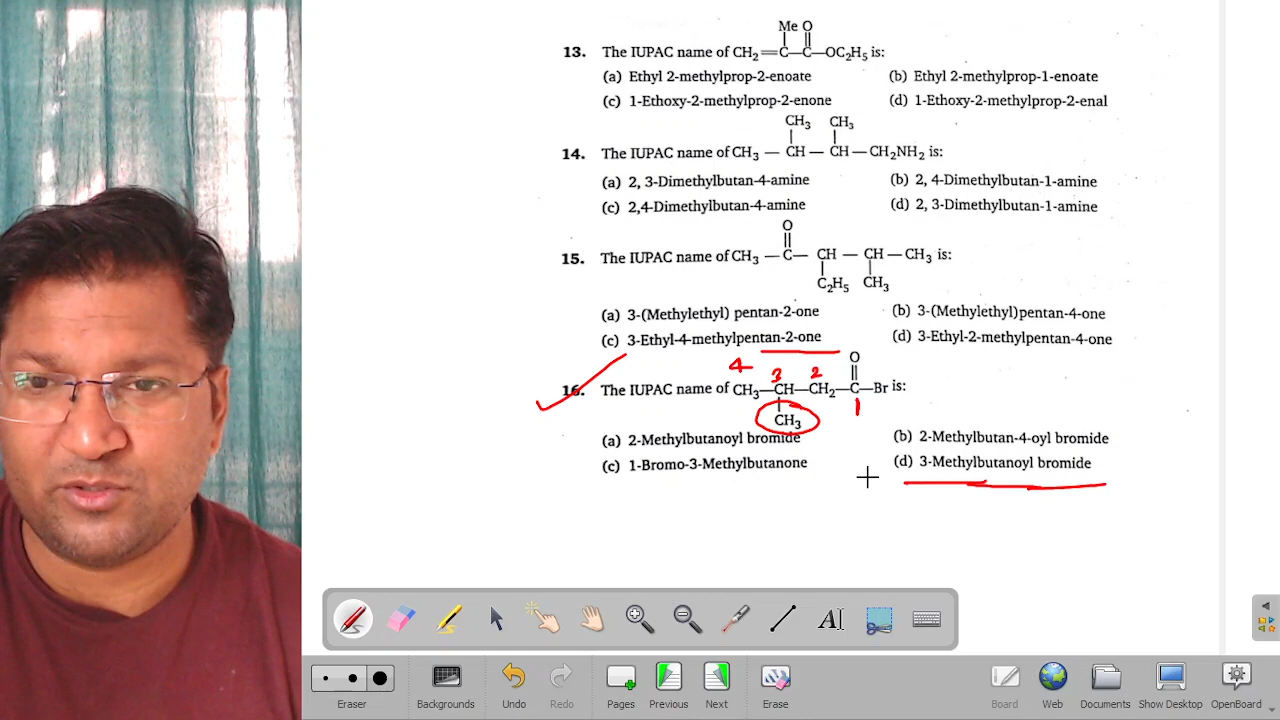 Me O
13. The IUPAC name of CH2=C—C—OC2H5 is:
(a) Ethyl 2-methylprop-2-enoate (b) Ethyl 2-methylprop-1-enoate
(c) 1-Ethoxy-2-methylprop-2-enone (d) 1-Ethoxy-2-methylprop-2-enal
CH3 CH3
14. The IUPAC name of CH3 — CH — CH — CH2NH2 is:
(a) 2, 3-Dimethylbutan-4-amine (b) 2, 4-Dimethylbutan-1-amine
(c) 2,4-Dimethylbutan-4-amine (d) 2, 3-Dimethylbutan-1-amine
O
15. The IUPAC name of CH3 —C— CH — CH — CH3 is:
C2H5 CH3
(a) 3-(Methylethyl) pentan-2-one (b) 3-(Methylethyl)pentan-4-one
(c) 3-Ethyl-4-methylpentan-2-one (d) 3-Ethyl-2-methylpentan-4-one
4 3 2 O
16. The IUPAC name of CH3—CH—CH2—C—Br is:
CH3 1
(a) 2-Methylbutanoyl bromide (b) 2-Methylbutan-4-oyl bromide
(c) 1-Bromo-3-Methylbutanone (d) 3-Methylbutanoyl bromide
Eraser Backgrounds Undo Redo Pages Previous Next Erase Board Web Documents Show Desktop OpenBoard